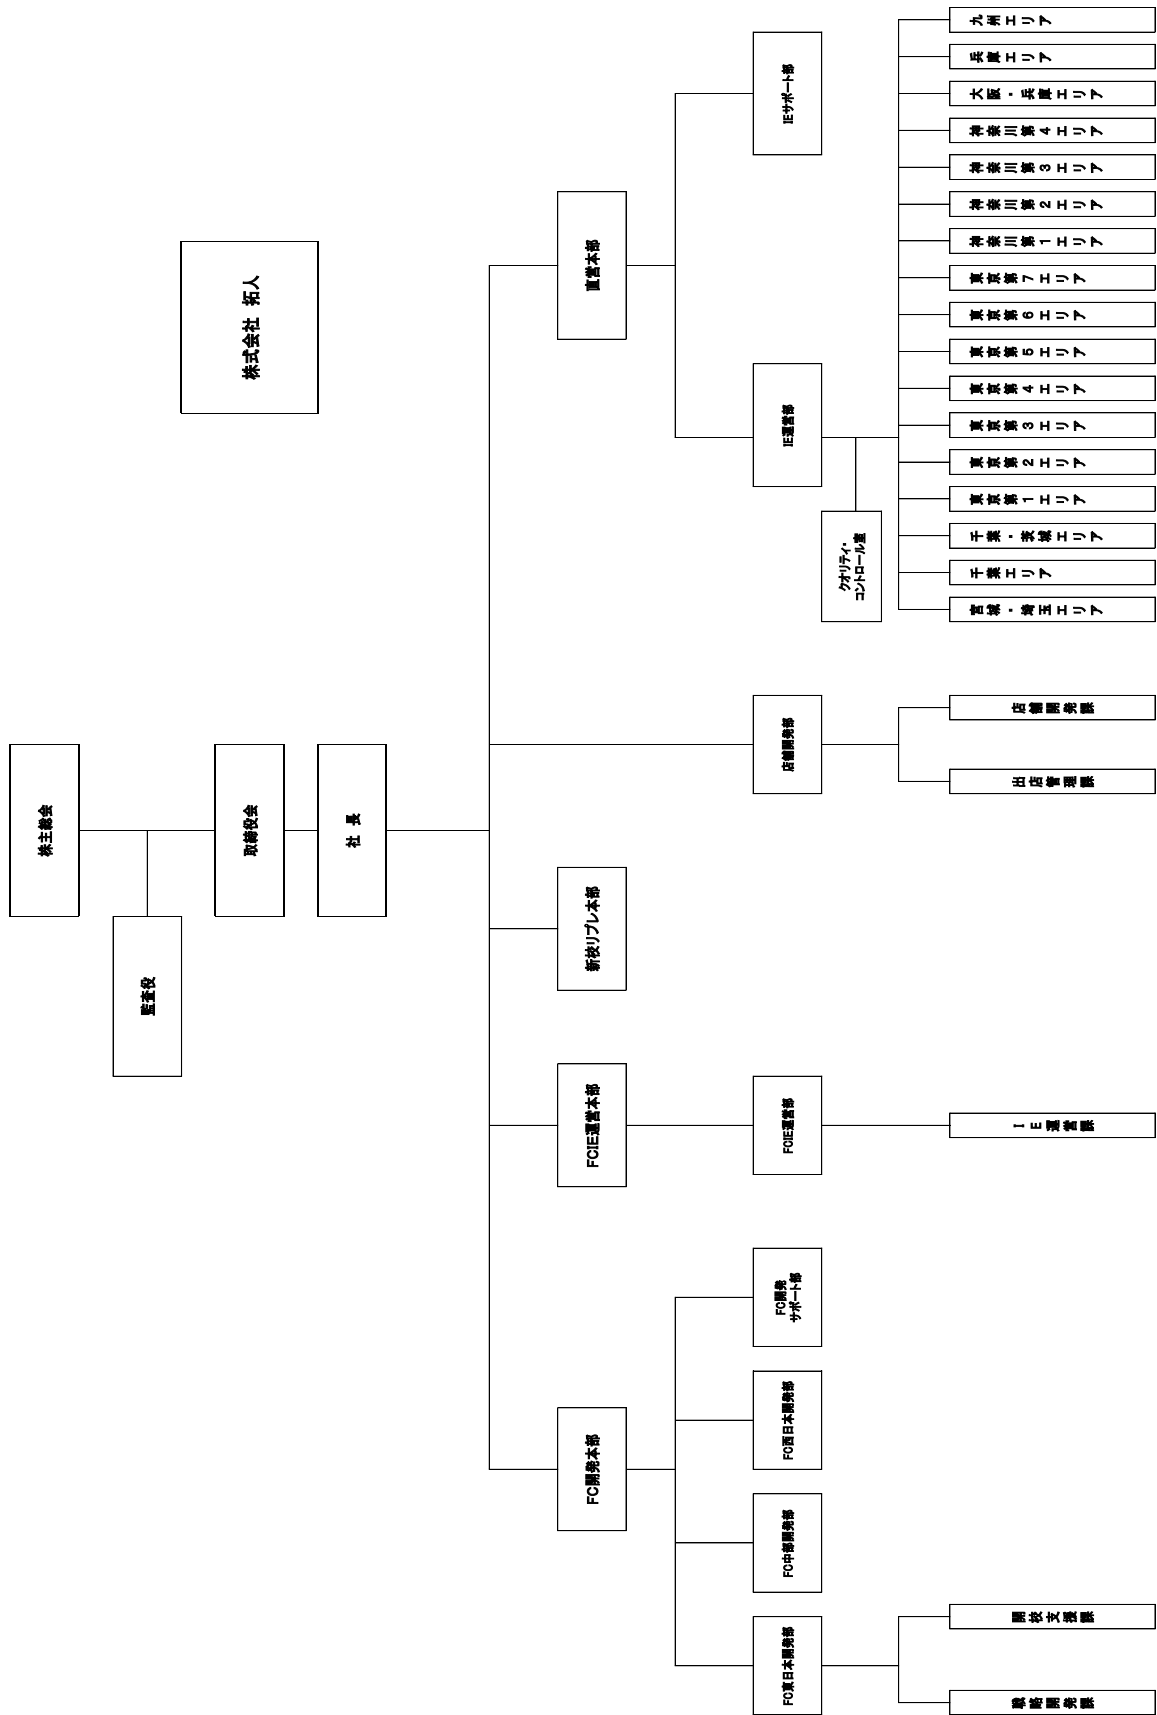 株式会社 拓人
株主総会
監査役
取締役会
社 長
FC開発本部
FCIE運営本部
新校リプレ本部
直営本部
FC東日本開発部
FC中部開発部
FC西日本開発部
FC開発
サポート部
FCIE運営部
店舗開発部
IE運営部
IEサポート部
クオリティ・
コントロール室
戦略開発課
開校支援課
IE運営課
出店管理課
店舗開発課
宮城・埼玉エリア
千葉エリア
千葉・茨城エリア
東京第1エリア
東京第2エリア
東京第3エリア
東京第4エリア
東京第5エリア
東京第6エリア
東京第7エリア
神奈川第1エリア
神奈川第2エリア
神奈川第3エリア
神奈川第4エリア
大阪・兵庫エリア
兵庫エリア
九州エリア